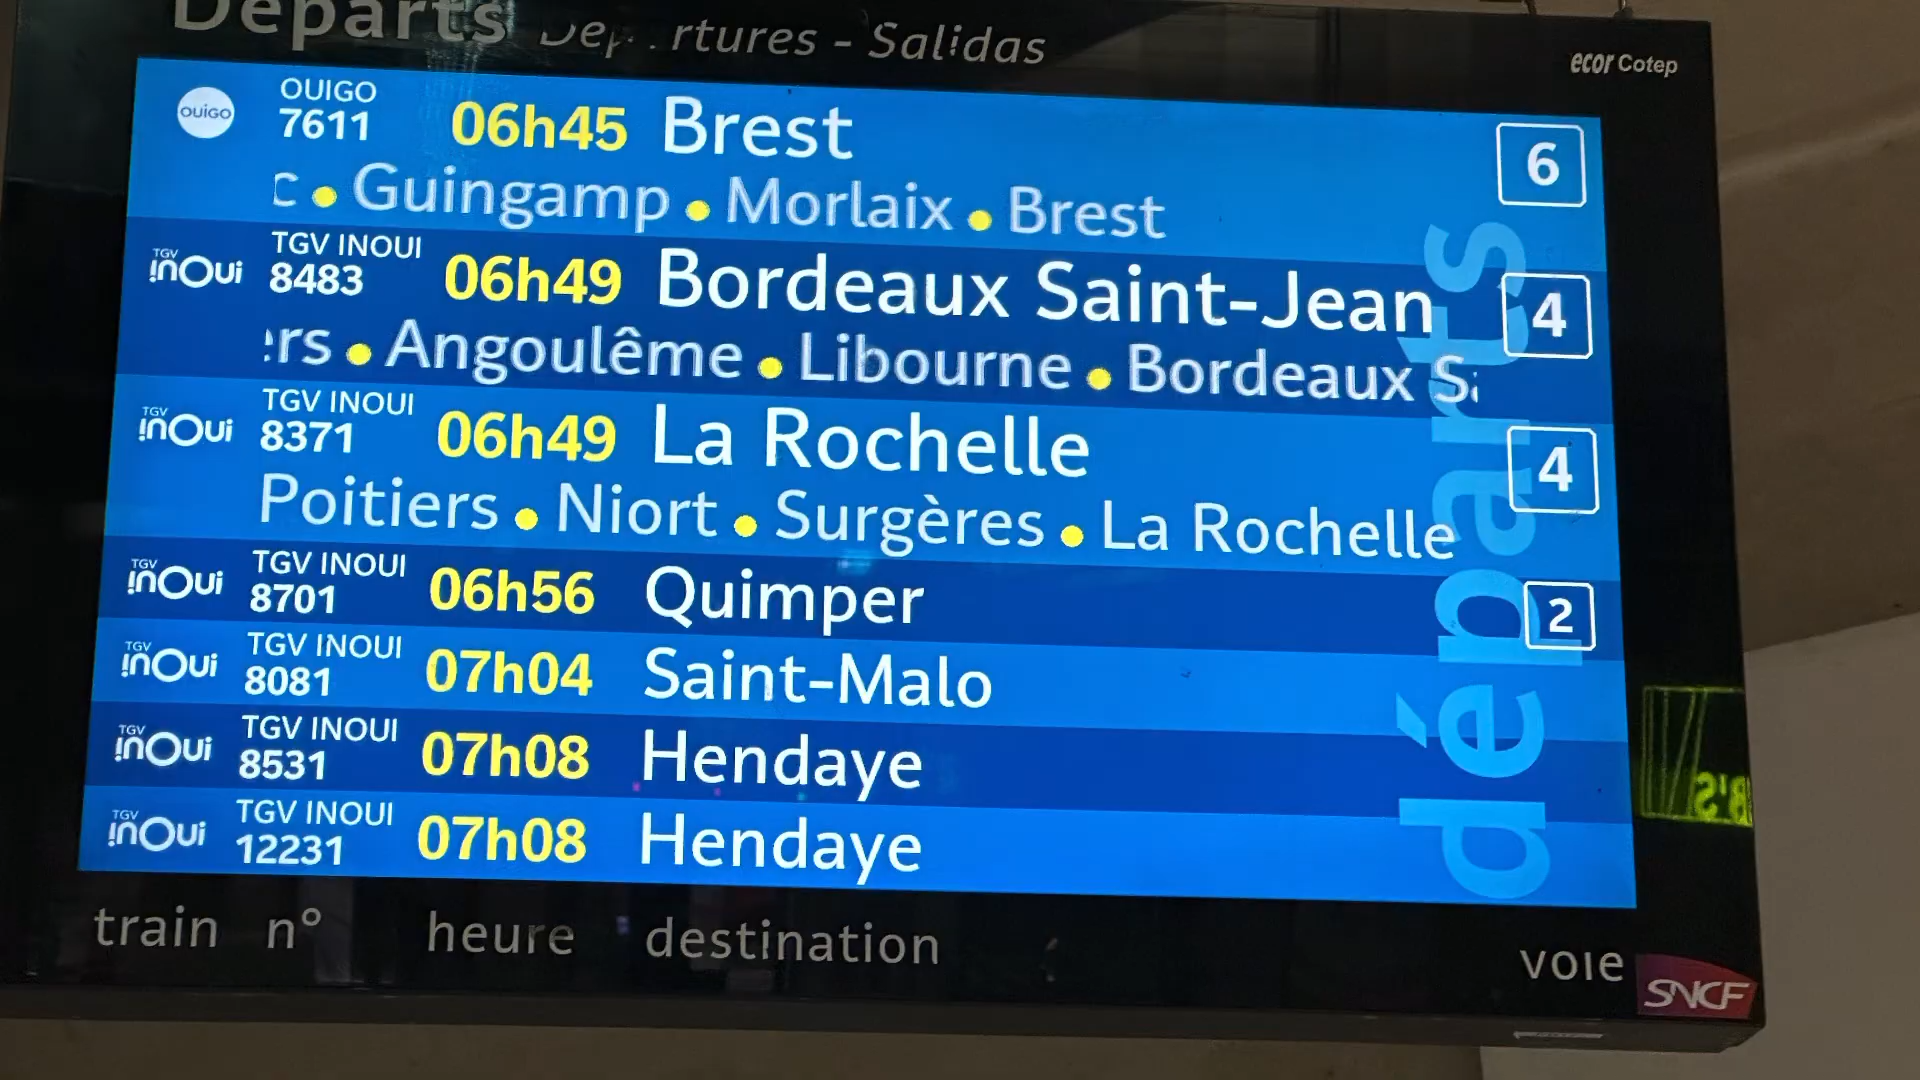 Départs Departures - Salidas
ecor Cotep
OUIGO OUIGO 7611 06h45 Brest 6
c • Guingamp • Morlaix • Brest
TGV inOui TGV INOUI 8483 06h49 Bordeaux Saint-Jean 4
ers • Angoulême • Libourne • Bordeaux Sa
TGV inOui TGV INOUI 8371 06h49 La Rochelle 4
Poitiers • Niort • Surgères • La Rochelle
TGV inOui TGV INOUI 8701 06h56 Quimper 2
TGV inOui TGV INOUI 8081 07h04 Saint-Malo
TGV inOui TGV INOUI 8531 07h08 Hendaye
TGV inOui TGV INOUI 12231 07h08 Hendaye
départs
train n° heure destination voie
SNCF